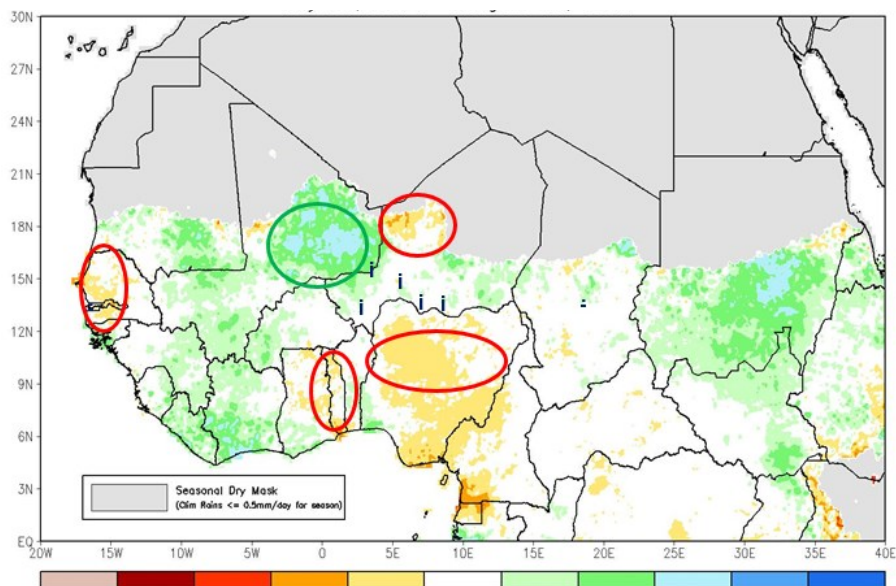 30N
27N
24N
21N
18N
15N
12N
9N
6N
3N
EQ
Seasonal Dry Mask
(Clim Rains <= 0.5mm/day for season)
20W 15W 10W 5W 0 5E 10E 15E 20E 25E 30E 35E 40E